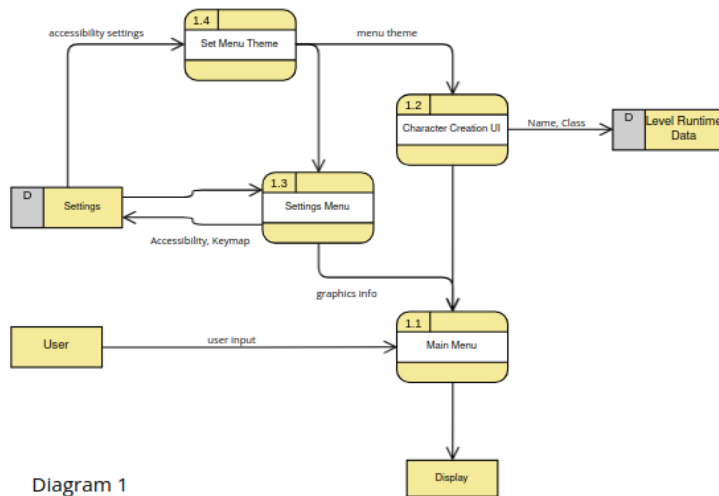 1.4
accessibility settings
Set Menu Theme
menu theme
1.2
Character Creation UI
Name, Class
D
Level Runtime
Data
1.3
D
Settings
Settings Menu
Accessibility, Keymap
graphics info
1.1
User
user input
Main Menu
Display
Diagram 1